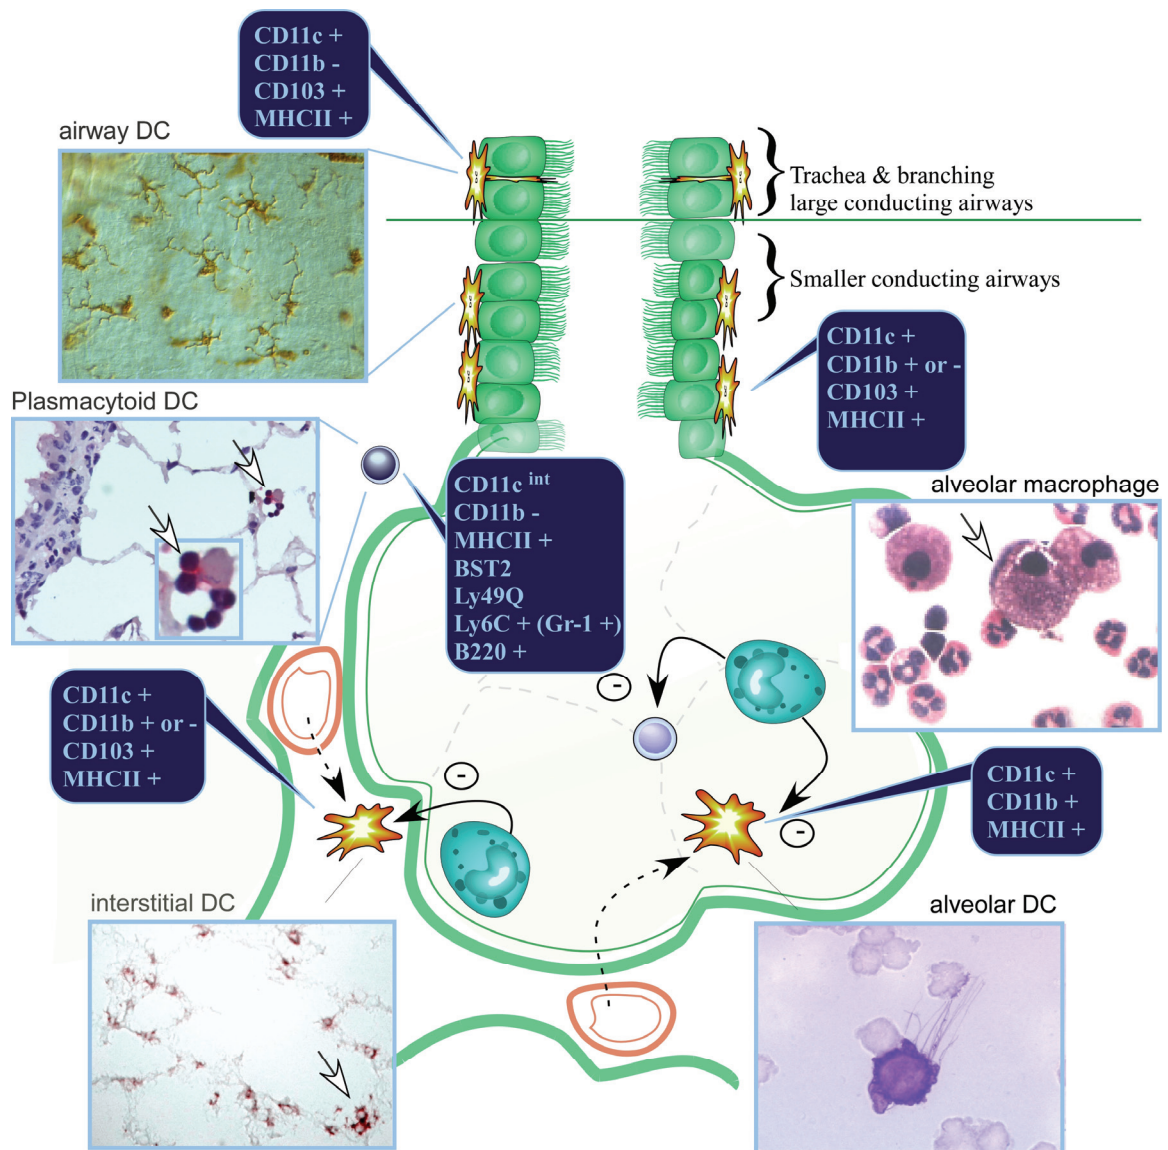 CD11c +
CD11b -
CD103 +
MHCII +
airway DC
Trachea & branching
large conducting airways
Smaller conducting airways
CD11c +
CD11b + or -
CD103 +
MHCII +
Plasmacytoid DC
CD11c int
CD11b -
MHCII +
BST2
Ly49Q
Ly6C + (Gr-1 +)
B220 +
alveolar macrophage
CD11c +
CD11b + or -
CD103 +
MHCII +
-
-
-
CD11c +
CD11b +
MHCII +
interstitial DC
alveolar DC